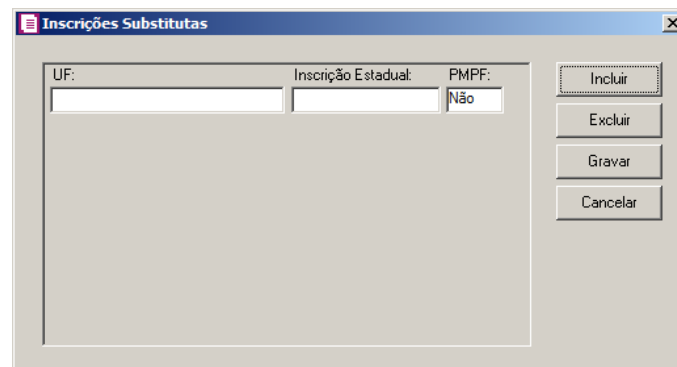 Inscrições Substitutas
UF: Inscrição Estadual: PMPF:
Não
Incluir
Excluir
Gravar
Cancelar